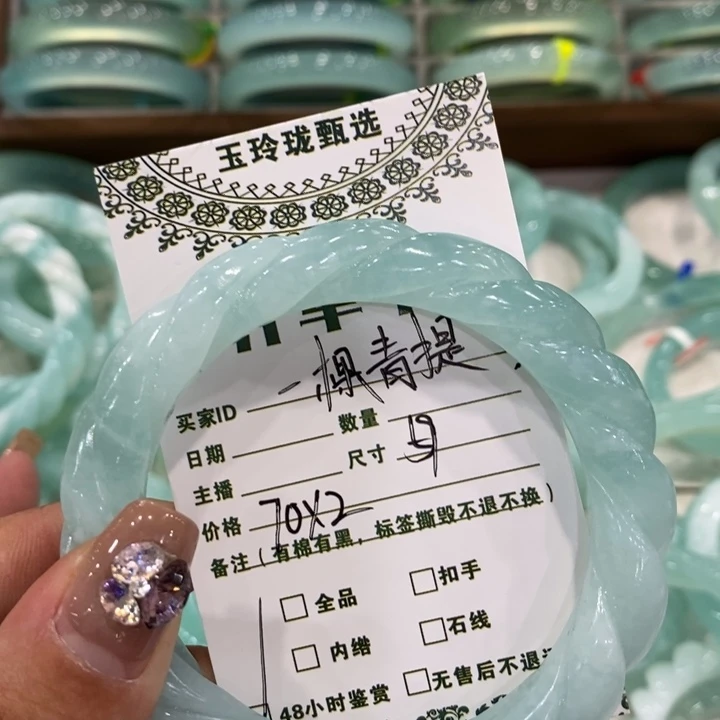 玉玲珑甄选
一棵青提
买家ID 数量
日期 尺寸
主播
价格 70X2
备注(有棉有黑,标签撕毁不退不换)
全品 扣手
内绺 石线
48小时鉴赏 无售后不退